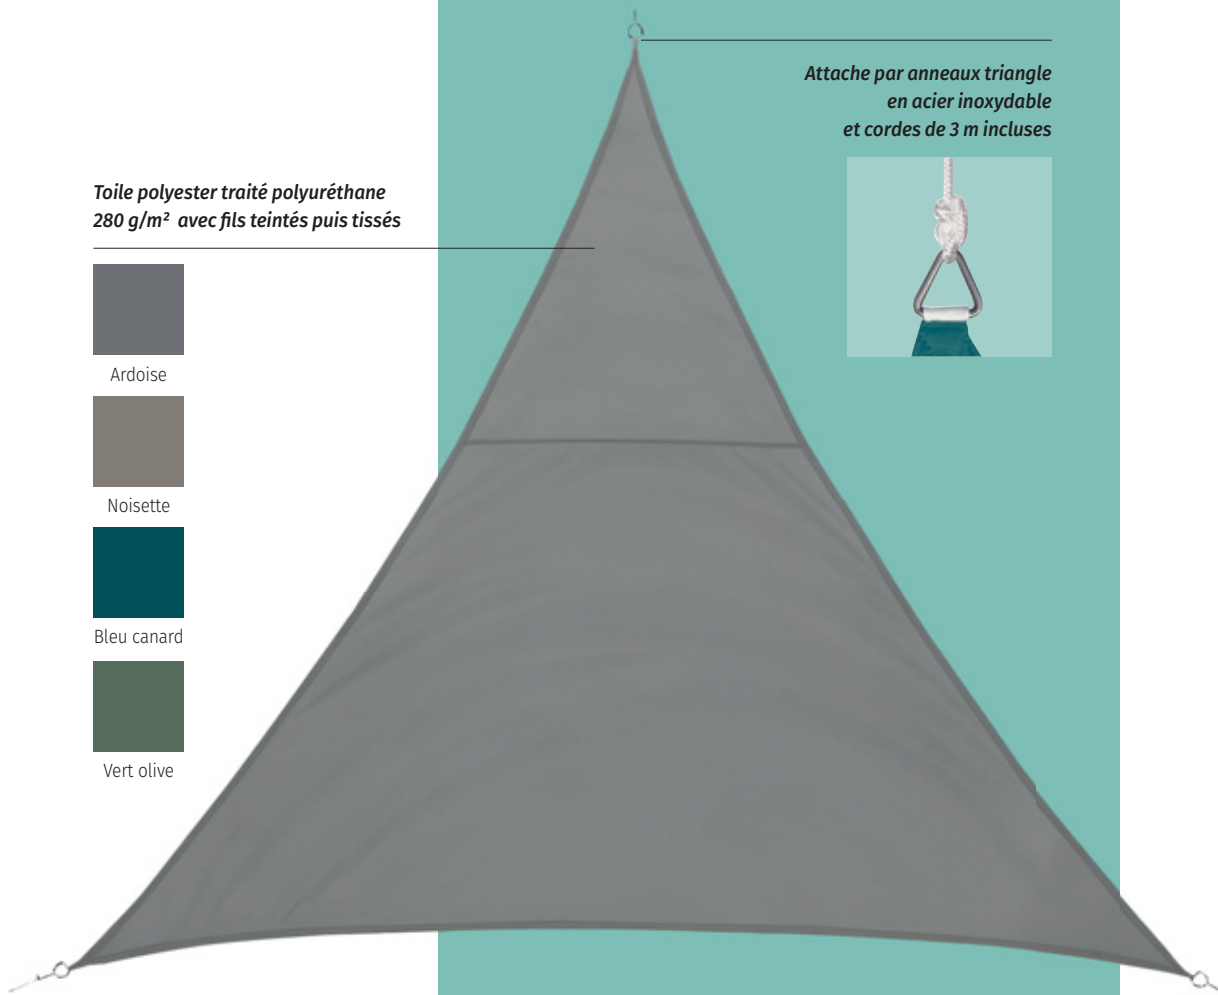 Attache par anneaux triangle
en acier inoxydable
et cordes de 3 m incluses
Toile polyester traité polyuréthane
280 g/m² avec fils teintés puis tissés
Ardoise
Noisette
Bleu canard
Vert olive